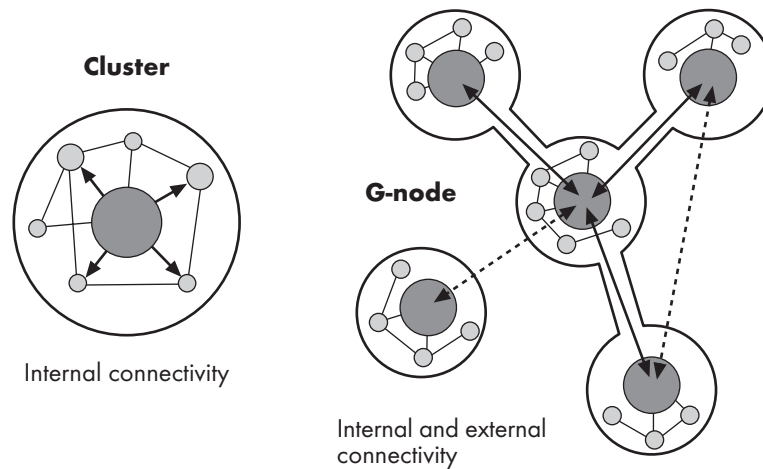 Cluster
Internal connectivity
G-node
Internal and external
connectivity